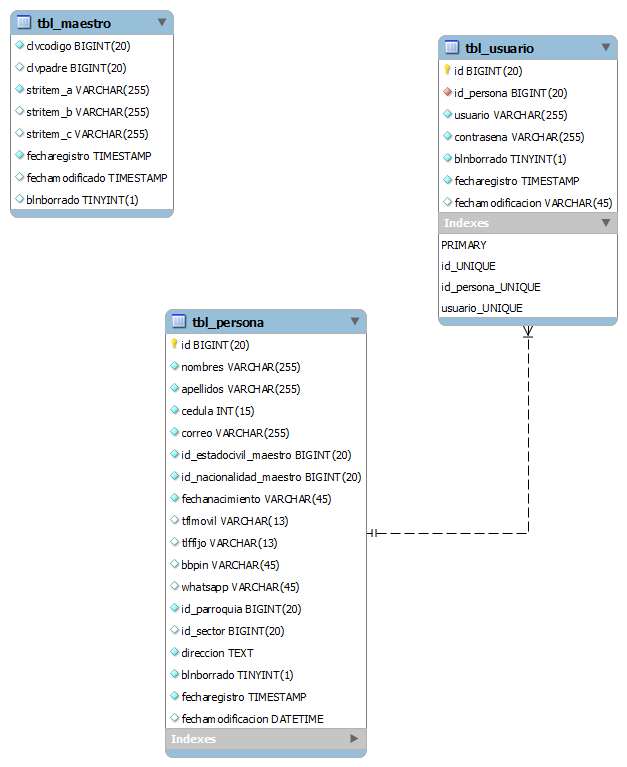 tbl_maestro
clvcodigo BIGINT(20)
clvpadre BIGINT(20)
stritem_a VARCHAR(255)
stritem_b VARCHAR(255)
stritem_c VARCHAR(255)
fecharegistro TIMESTAMP
fechamodificado TIMESTAMP
blnborrado TINYINT(1)
tbl_usuario
id BIGINT(20)
id_persona BIGINT(20)
usuario VARCHAR(255)
contrasena VARCHAR(255)
blnborrado TINYINT(1)
fecharegistro TIMESTAMP
fechamodificacion VARCHAR(45)
Indexes
PRIMARY
id_UNIQUE
id_persona_UNIQUE
usuario_UNIQUE
tbl_persona
id BIGINT(20)
nombres VARCHAR(255)
apellidos VARCHAR(255)
cedula INT(15)
correo VARCHAR(255)
id_estadocivil_maestro BIGINT(20)
id_nacionalidad_maestro BIGINT(20)
fechanacimiento VARCHAR(45)
tflmovil VARCHAR(13)
tlffijo VARCHAR(13)
bbpin VARCHAR(45)
whatsapp VARCHAR(45)
id_parroquia BIGINT(20)
id_sector BIGINT(20)
direccion TEXT
blnborrado TINYINT(1)
fecharegistro TIMESTAMP
fechamodificacion DATETIME
Indexes